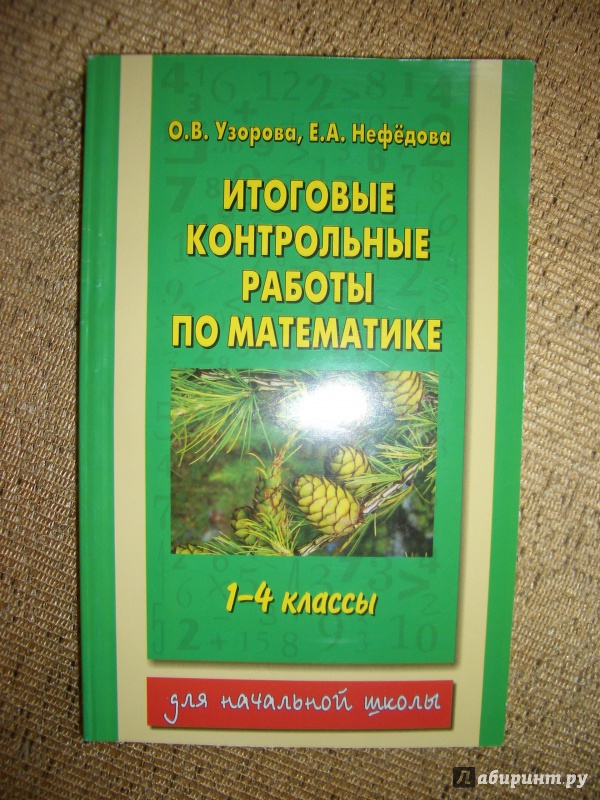 О.В. Узорова, Е.А. Нефёдова
ИТОГОВЫЕ
КОНТРОЛЬНЫЕ
РАБОТЫ
ПО МАТЕМАТИКЕ
1–4 классы
для начальной школы
Лабиринт.ру